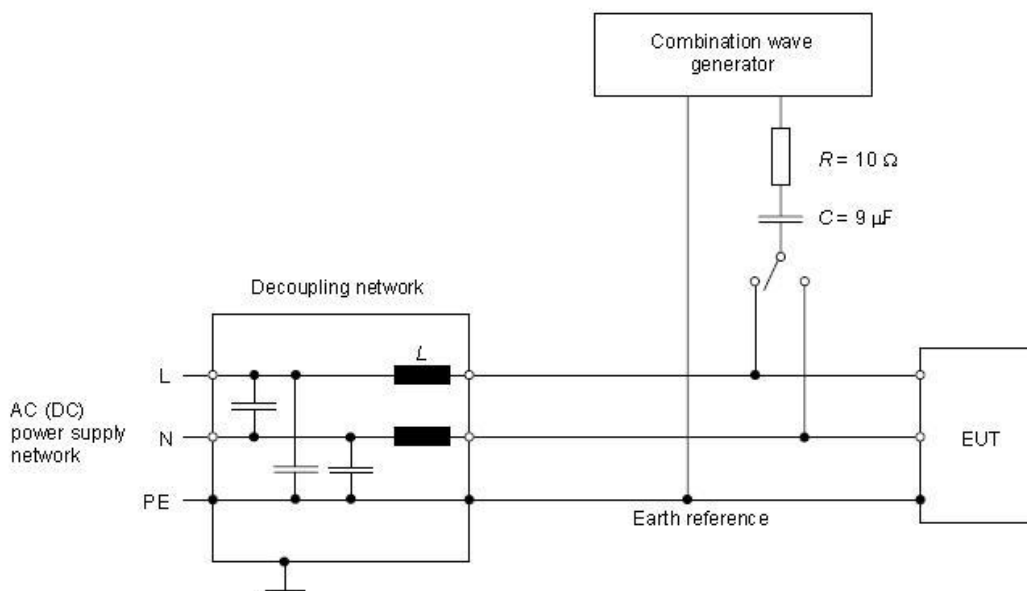 Combination wave
generator
R = 10 Ω
C = 9 µF
Decoupling network
L
L
AC (DC)
power supply
network
N
EUT
PE
Earth reference